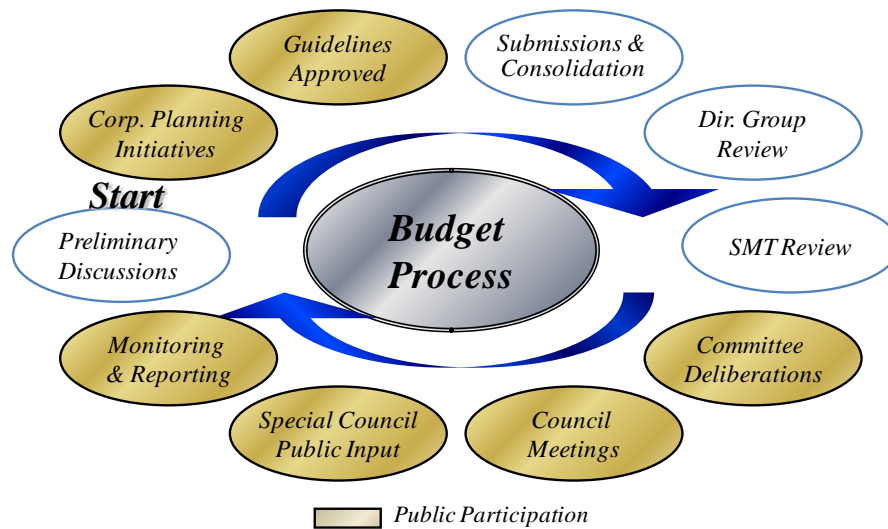 Guidelines
Approved
Submissions &
Consolidation
Corp. Planning
Initiatives
Dir. Group
Review
Start
Preliminary
Discussions
Budget
Process
SMT Review
Monitoring
& Reporting
Committee
Deliberations
Special Council
Public Input
Council
Meetings
Public Participation